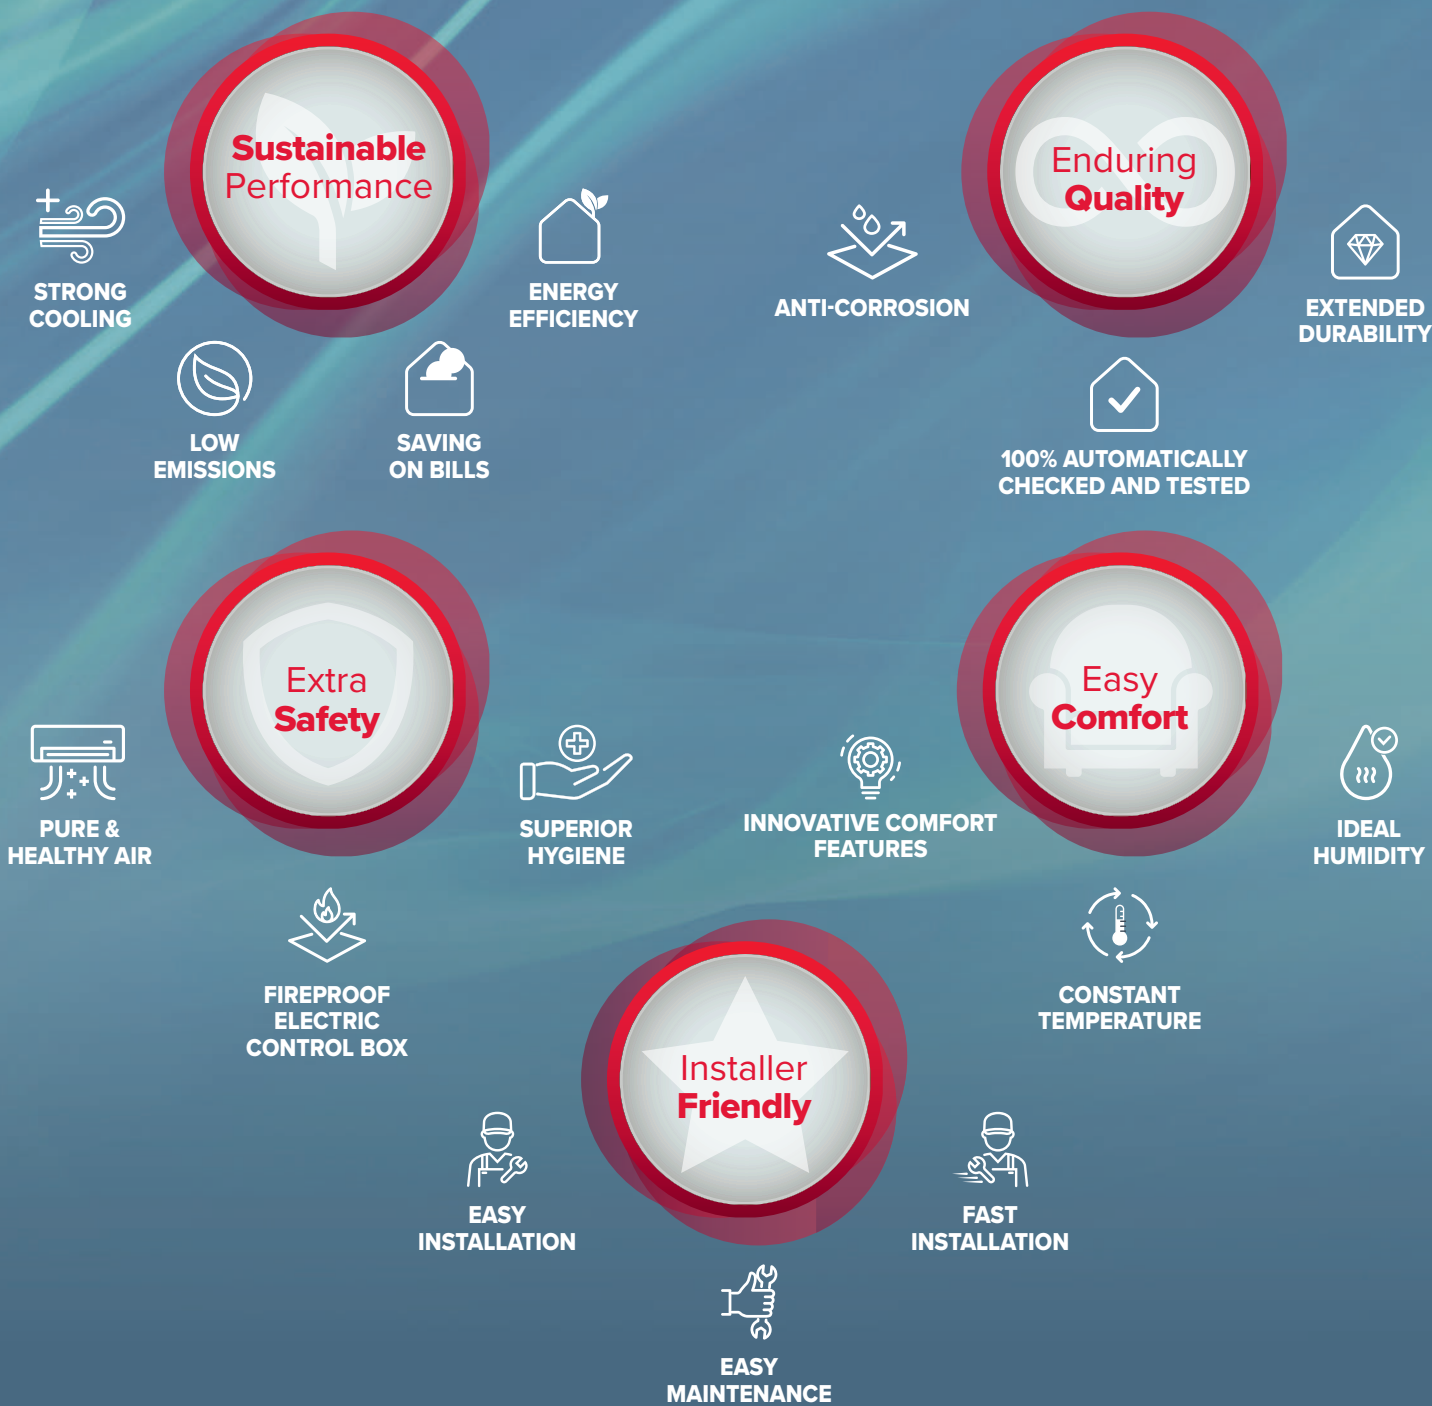 Sustainable
Performance
STRONG
COOLING
ENERGY
EFFICIENCY
LOW
EMISSIONS
SAVING
ON BILLS
Enduring
Quality
ANTI-CORROSION
EXTENDED
DURABILITY
100% AUTOMATICALLY
CHECKED AND TESTED
Extra
Safety
PURE &
HEALTHY AIR
SUPERIOR
HYGIENE
FIREPROOF
ELECTRIC
CONTROL BOX
Easy
Comfort
INNOVATIVE COMFORT
FEATURES
IDEAL
HUMIDITY
CONSTANT
TEMPERATURE
Installer
Friendly
EASY
INSTALLATION
FAST
INSTALLATION
EASY
MAINTENANCE